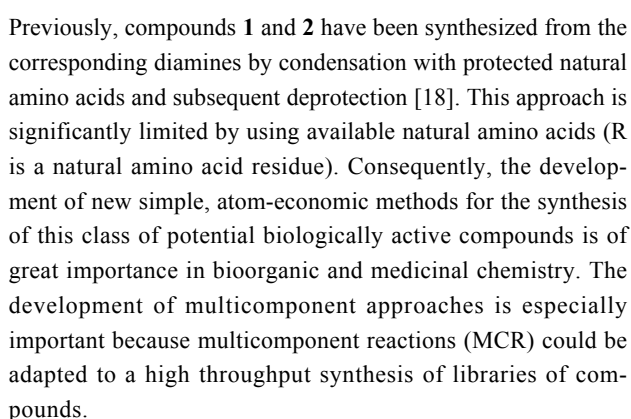 Previously, compounds 1 and 2 have been synthesized from the
corresponding diamines by condensation with protected natural
amino acids and subsequent deprotection [18]. This approach is
significantly limited by using available natural amino acids (R
is a natural amino acid residue). Consequently, the develop-
ment of new simple, atom-economic methods for the synthesis
of this class of potential biologically active compounds is of
great importance in bioorganic and medicinal chemistry. The
development of multicomponent approaches is especially
important because multicomponent reactions (MCR) could be
adapted to a high throughput synthesis of libraries of com-
pounds.